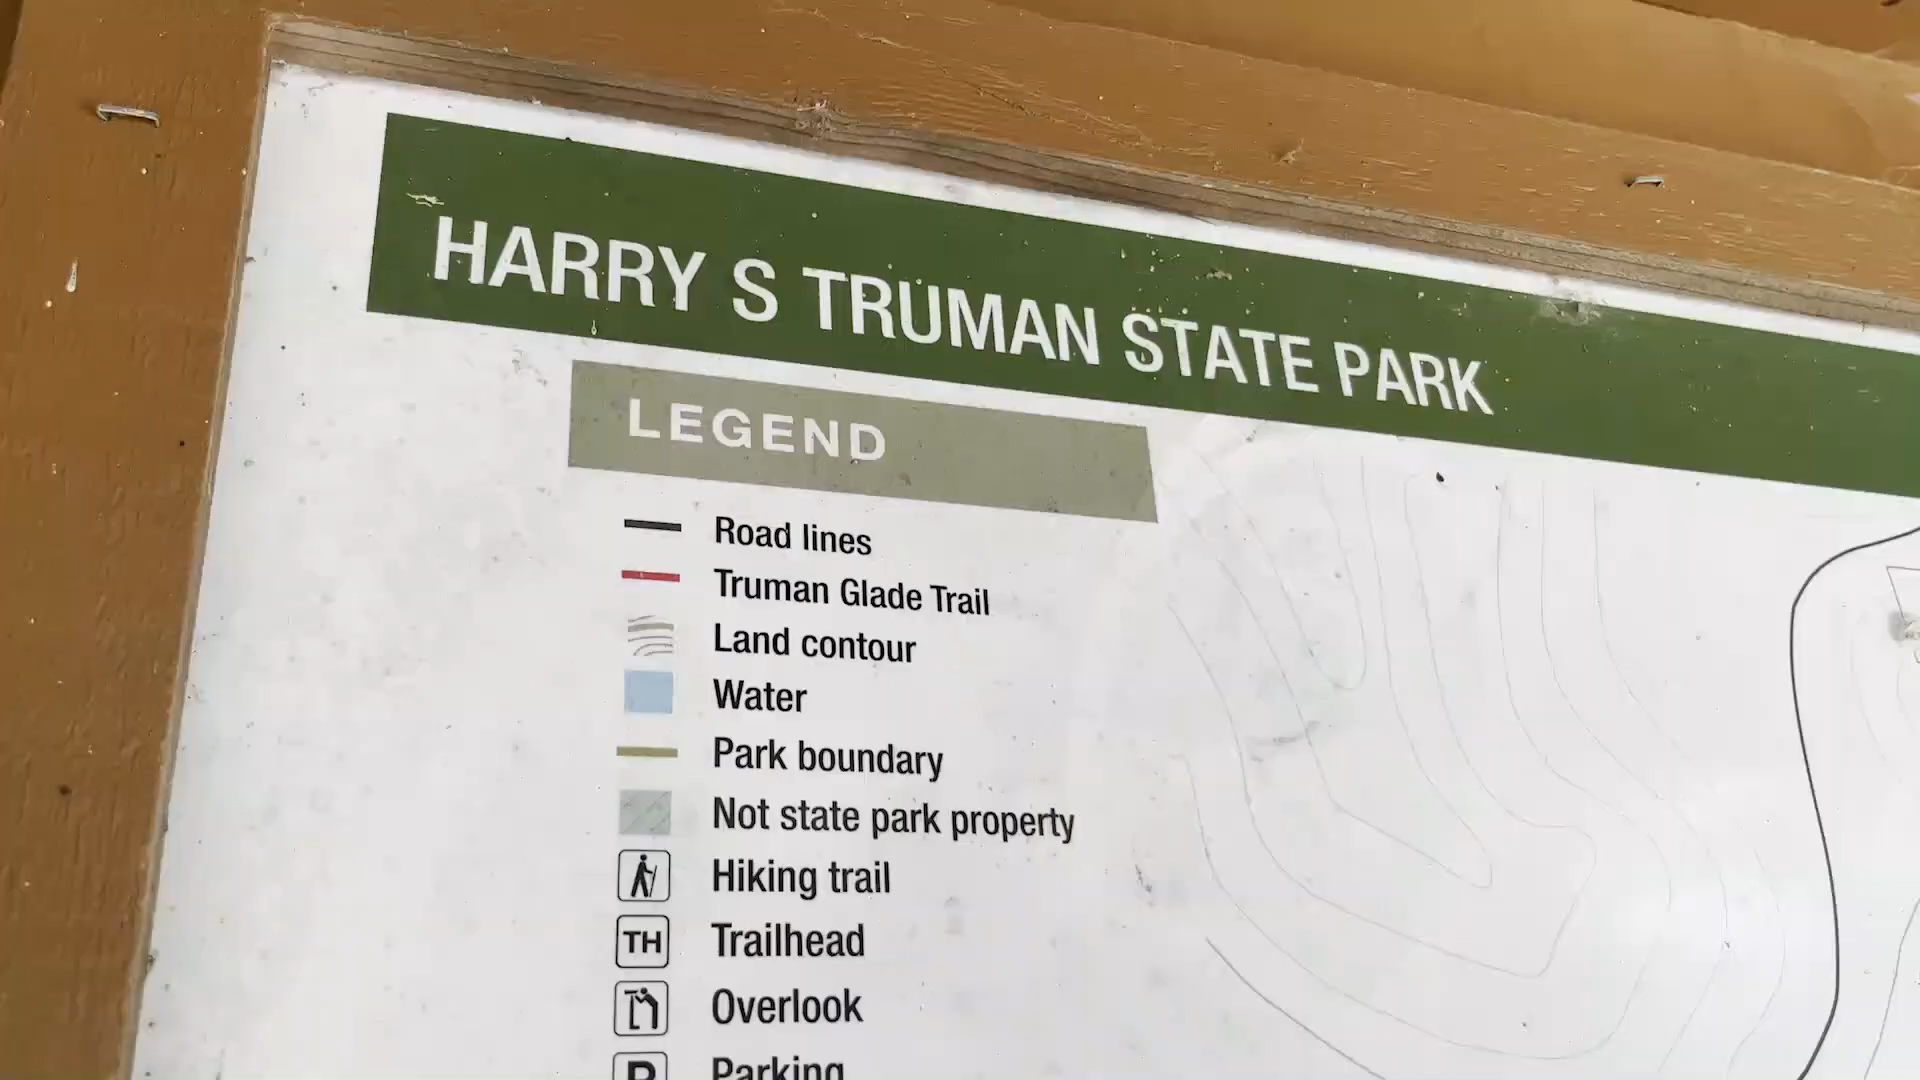 HARRY S TRUMAN STATE PARK
LEGEND
Road lines
Truman Glade Trail
Land contour
Water
Park boundary
Not state park property
Hiking trail
TH Trailhead
Overlook
P Parking